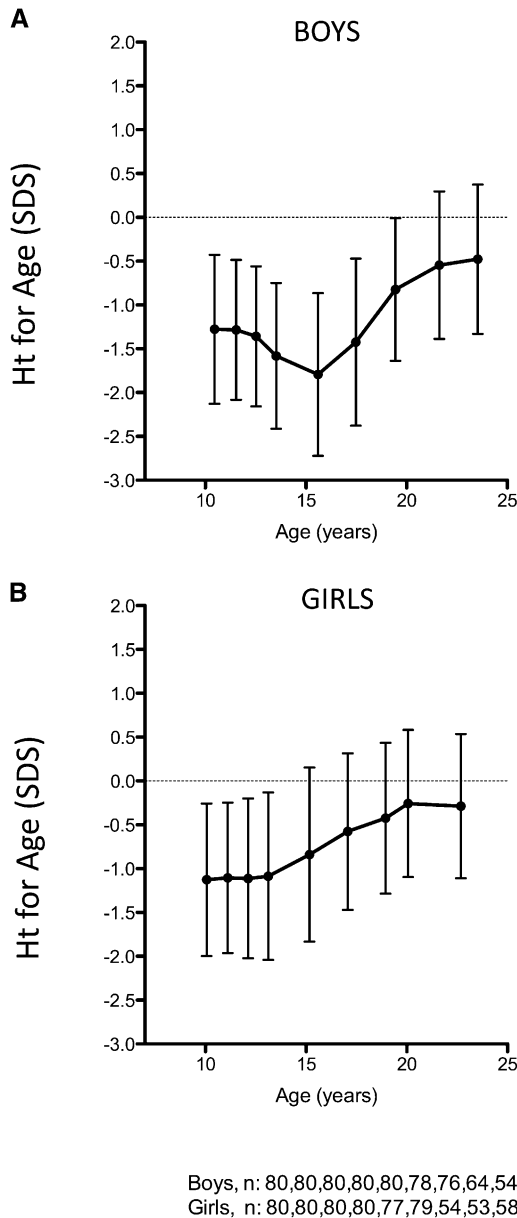 A
BOYS
2.0
1.5
1.0
0.5
0.0
-0.5
-1.0
-1.5
-2.0
-2.5
-3.0
Ht for Age (SDS)
10 15 20 25
Age (years)
B
GIRLS
2.0
1.5
1.0
0.5
0.0
-0.5
-1.0
-1.5
-2.0
-2.5
-3.0
Ht for Age (SDS)
10 15 20 25
Age (years)
Boys, n: 80,80,80,80,80,78,76,64,54
Girls, n: 80,80,80,80,77,79,54,53,58